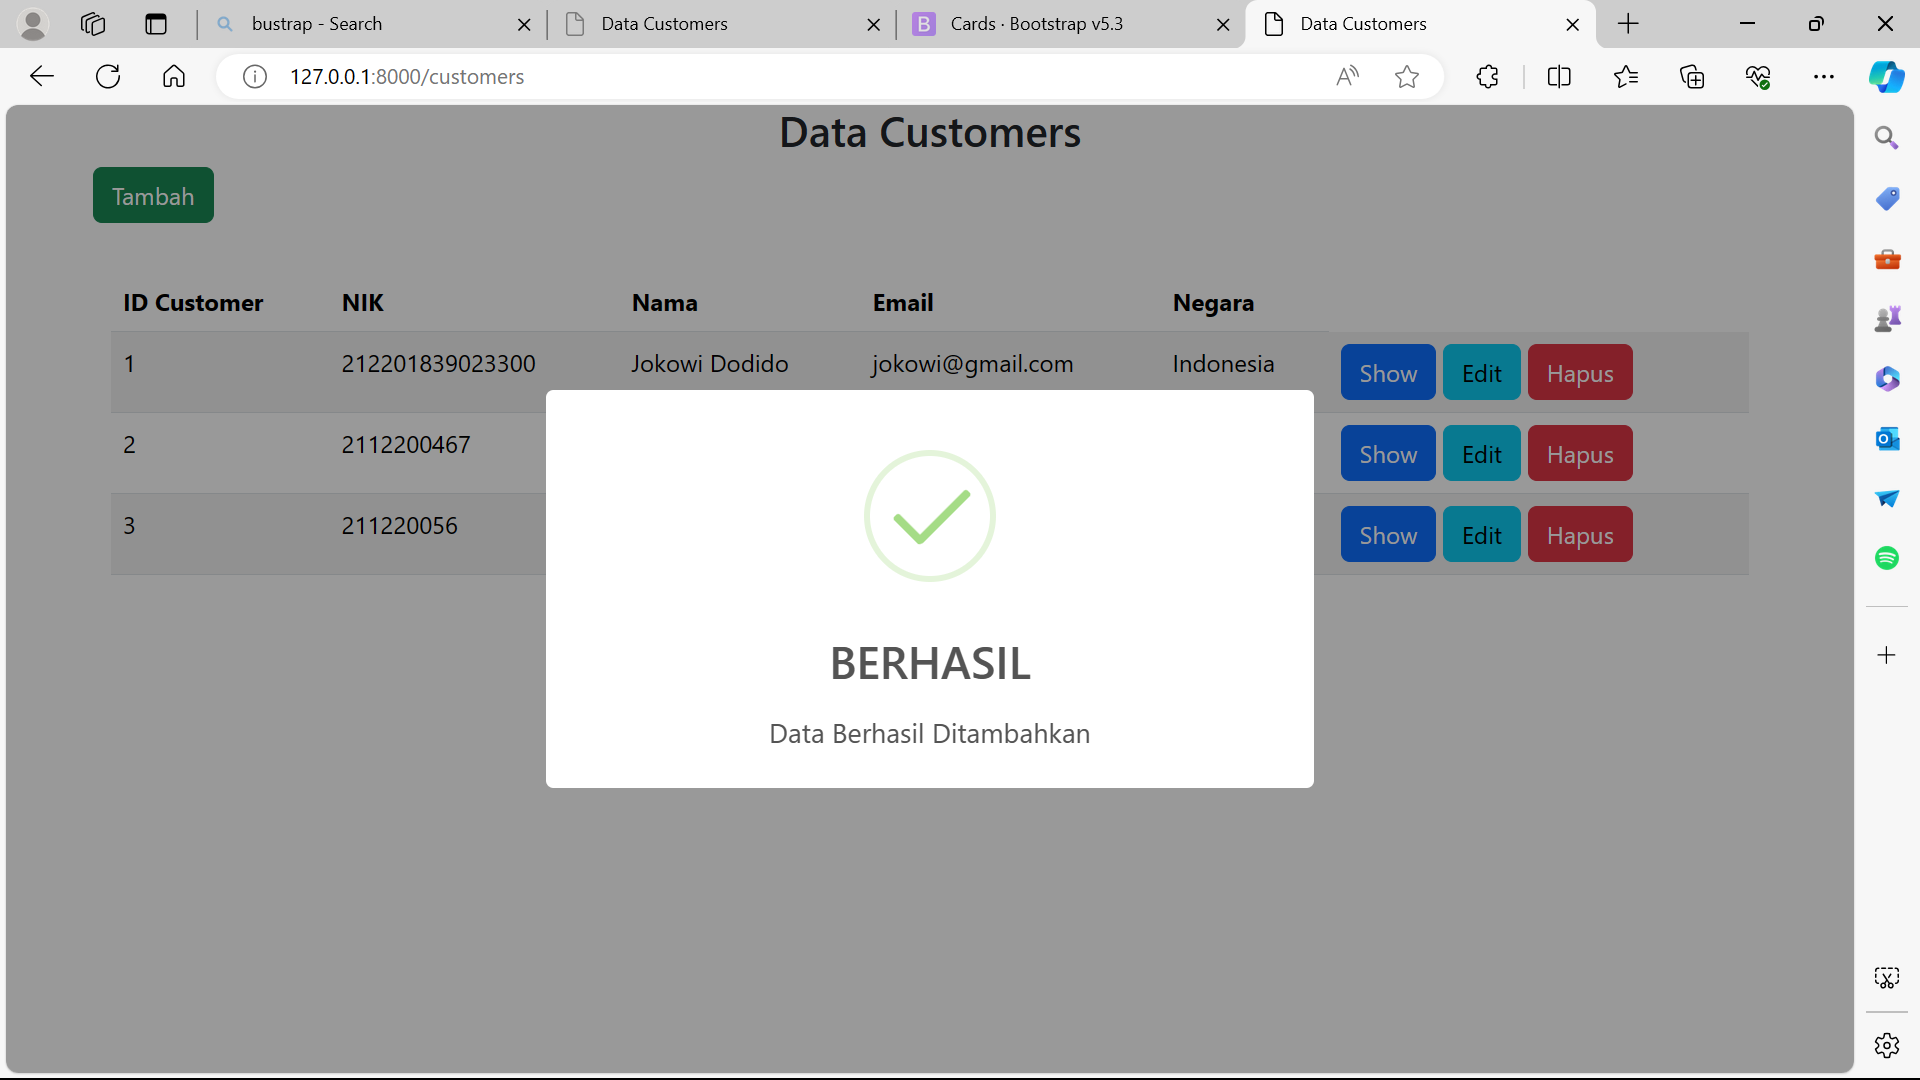 bustrap - Search
Data Customers
Cards · Bootstrap v5.3
Data Customers
127.0.0.1:8000/customers
Data Customers
Tambah
ID Customer NIK Nama Email Negara
1 212201839023300 Jokowi Dodido jokowi@gmail.com Indonesia Show Edit Hapus
2 2112200467 Show Edit Hapus
3 211220056 Show Edit Hapus
BERHASIL
Data Berhasil Ditambahkan